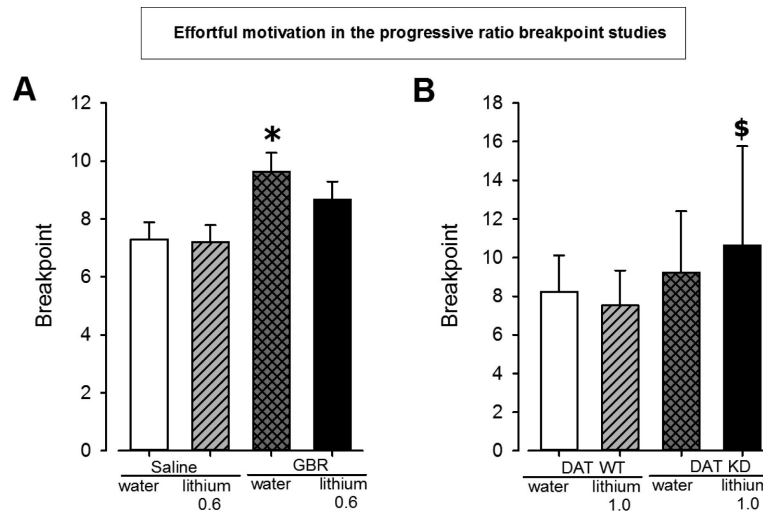 Effortful motivation in the progressive ratio breakpoint studies
A
12
10
8
6
4
2
0
Breakpoint
*
Saline
GBR
water
lithium
0.6
water
lithium
0.6
B
18
16
14
12
10
8
6
4
2
0
Breakpoint
$
DAT WT
DAT KD
water
lithium
1.0
water
lithium
1.0